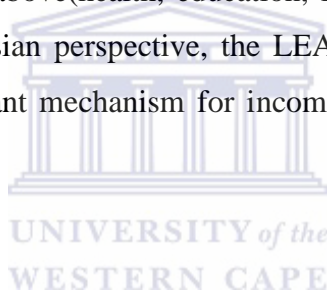 above(health, education, 
sian perspective, the LEA
ant mechanism for incom
UNIVERSITY of the
WESTERN CAPE